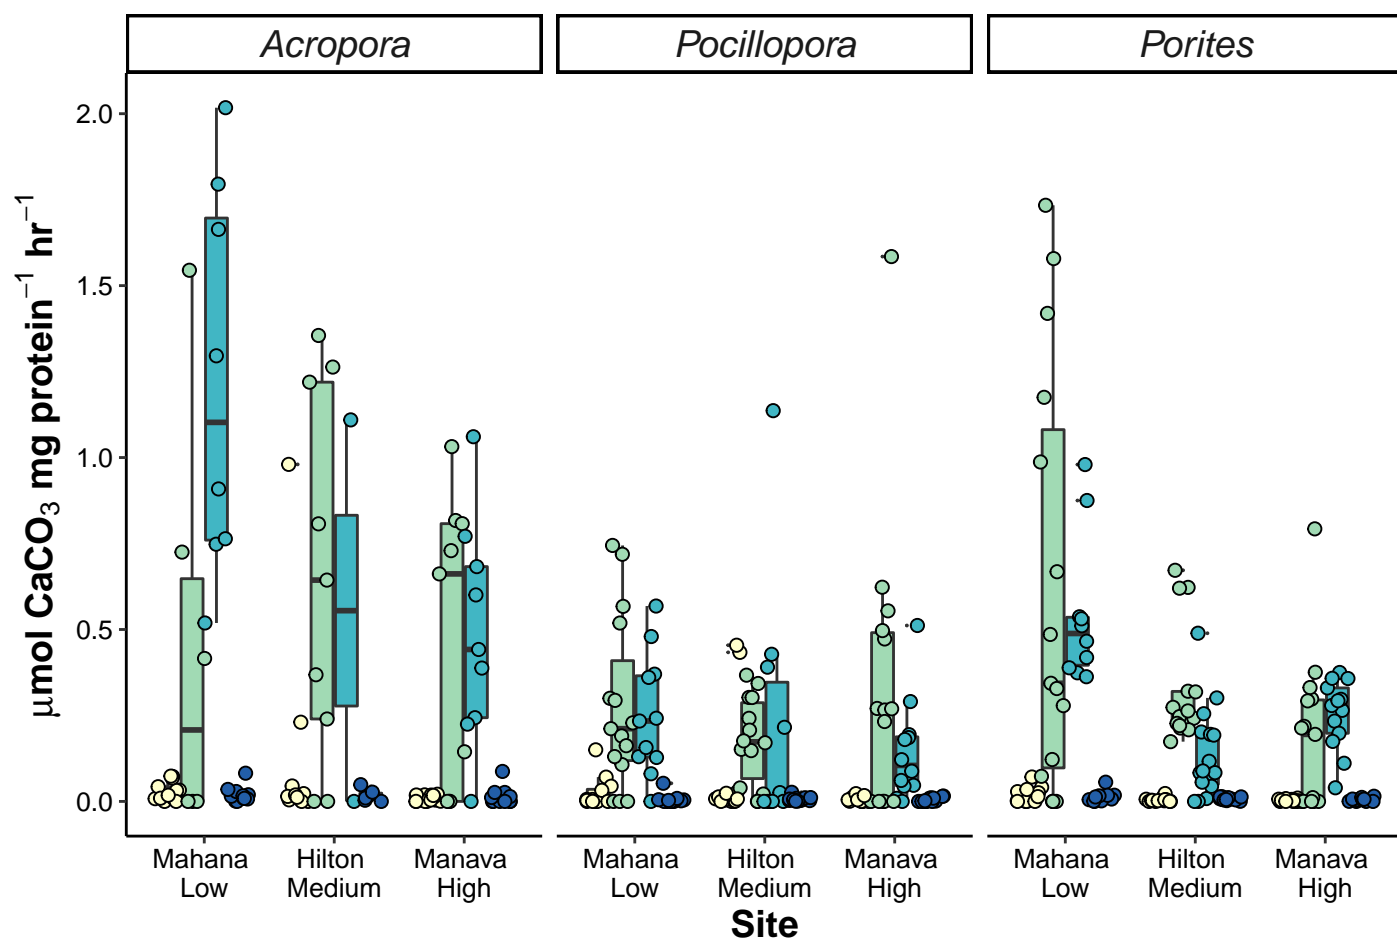 Acropora Pocillopora Porites
μmol CaCO₃ mg protein⁻¹ hr⁻¹
2.0
1.5
1.0
0.5
0.0
Mahana Hilton Manava Mahana Hilton Manava Mahana Hilton Manava
Low Medium High Low Medium High Low Medium High
Site